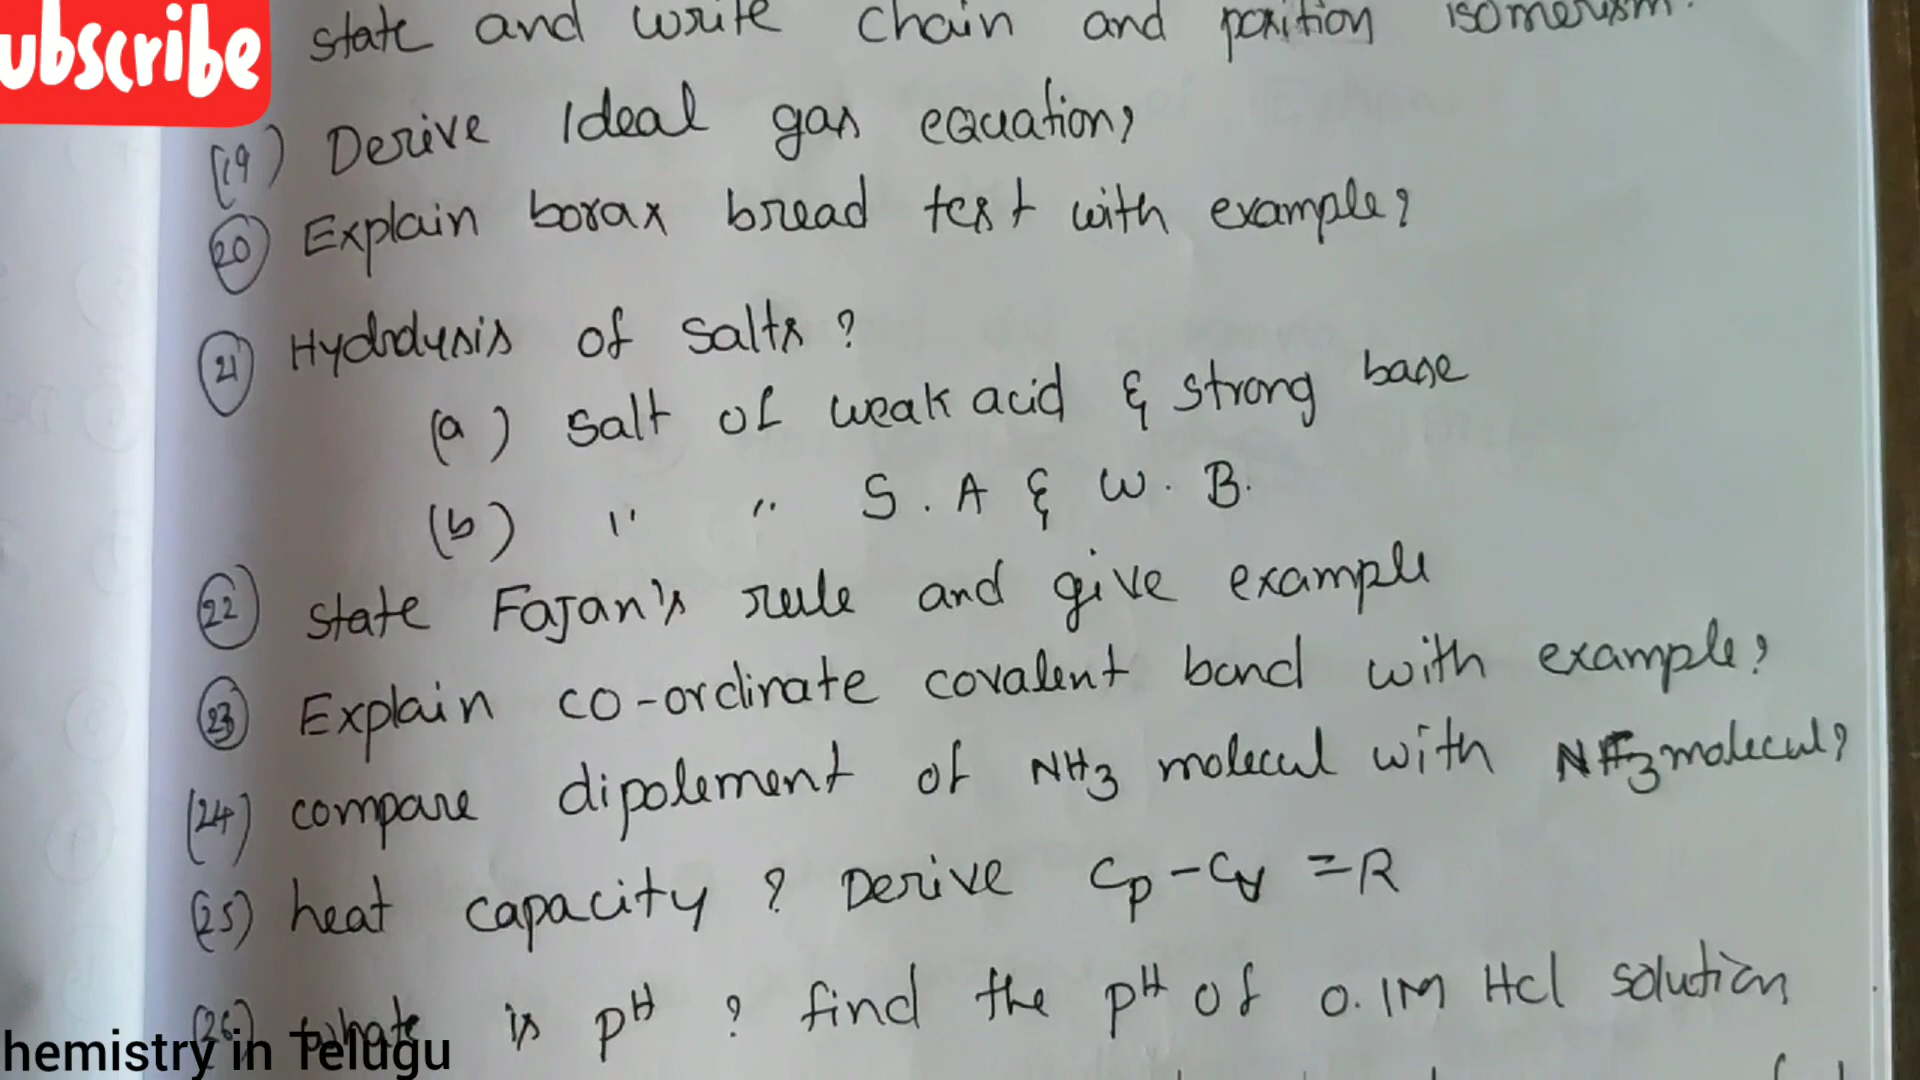 ubscribe
state and write chain and position isomerism.
(19) Derive Ideal gas equation?
(20) Explain borax bread test with example?
(21) Hydrolysis of salts?
(a) salt of weak acid & strong base
(b) " " S.A & W.B.
(22) state Fajan's rule and give example
(23) Explain co-ordinate covalent bond with example?
(24) compare dipolement of NH3 molecul with NF3 molecul?
(25) heat capacity? Derive Cp-Cv=R
(26) what is pH? find the pH of 0.1M Hcl solution
hemistry in Telugu